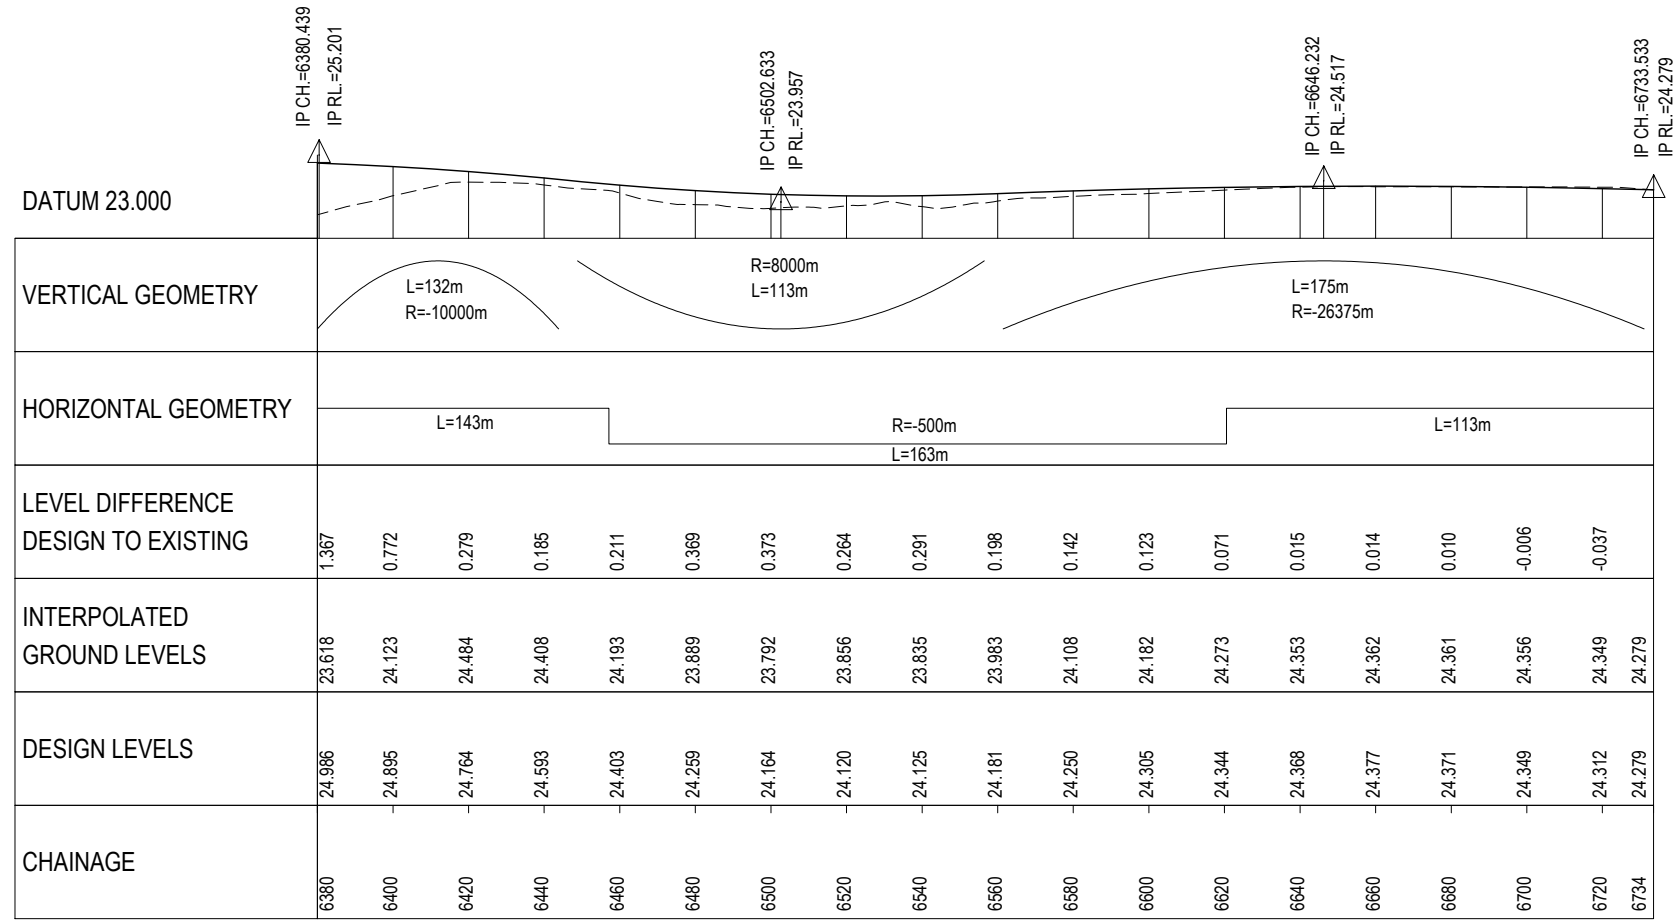 IP CH.=6380.439
IP RL.=25.201
IP CH.=6502.633
IP RL.=23.957
IP CH.=6646.232
IP RL.=24.517
IP CH.=6733.533
IP RL.=24.279
DATUM 23.000
VERTICAL GEOMETRY
L=132m
R=-10000m
R=8000m
L=113m
L=175m
R=-26375m
HORIZONTAL GEOMETRY
L=143m
R=-500m
L=163m
L=113m
LEVEL DIFFERENCE
DESIGN TO EXISTING
1.367 0.772 0.279 0.185 0.211 0.369 0.373 0.264 0.291 0.198 0.142 0.123 0.071 0.015 0.014 0.010 -0.006 -0.037
INTERPOLATED
GROUND LEVELS
23.618 24.123 24.484 24.408 24.193 23.889 23.792 23.856 23.835 23.983 24.108 24.182 24.273 24.353 24.362 24.361 24.356 24.349 24.279
DESIGN LEVELS
24.986 24.895 24.764 24.593 24.403 24.259 24.164 24.120 24.125 24.181 24.250 24.305 24.344 24.368 24.377 24.371 24.349 24.312 24.279
CHAINAGE
6380 6400 6420 6440 6460 6480 6500 6520 6540 6560 6580 6600 6620 6640 6660 6680 6700 6720 6734